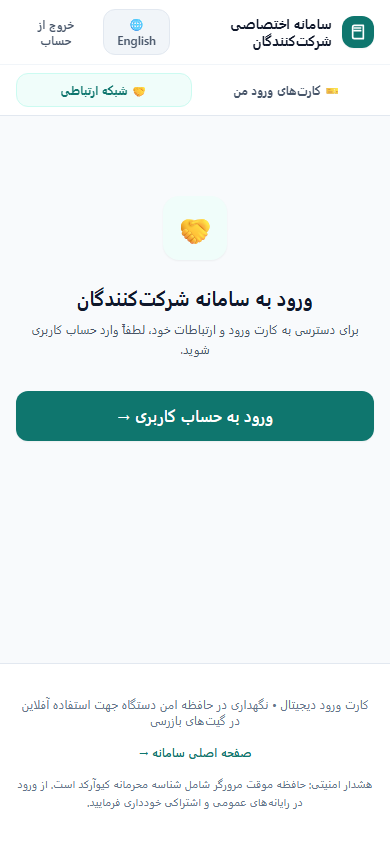 سامانه اختصاصی
شرکت‌کنندگان
English
خروج از
حساب
کارت‌های ورود من
شبکه ارتباطی
ورود به سامانه شرکت‌کنندگان
برای دسترسی به کارت ورود و ارتباطات خود، لطفاً وارد حساب کاربری
شوید.
ورود به حساب کاربری →
کارت ورود دیجیتال • نگهداری در حافظه امن دستگاه جهت استفاده آفلاین
در گیت‌های بازرسی
صفحه اصلی سامانه →
هشدار امنیتی: حافظه موقت مرورگر شامل شناسه محرمانه کیوآرکد است. از ورود
در رایانه‌های عمومی و اشتراکی خودداری فرمایید.